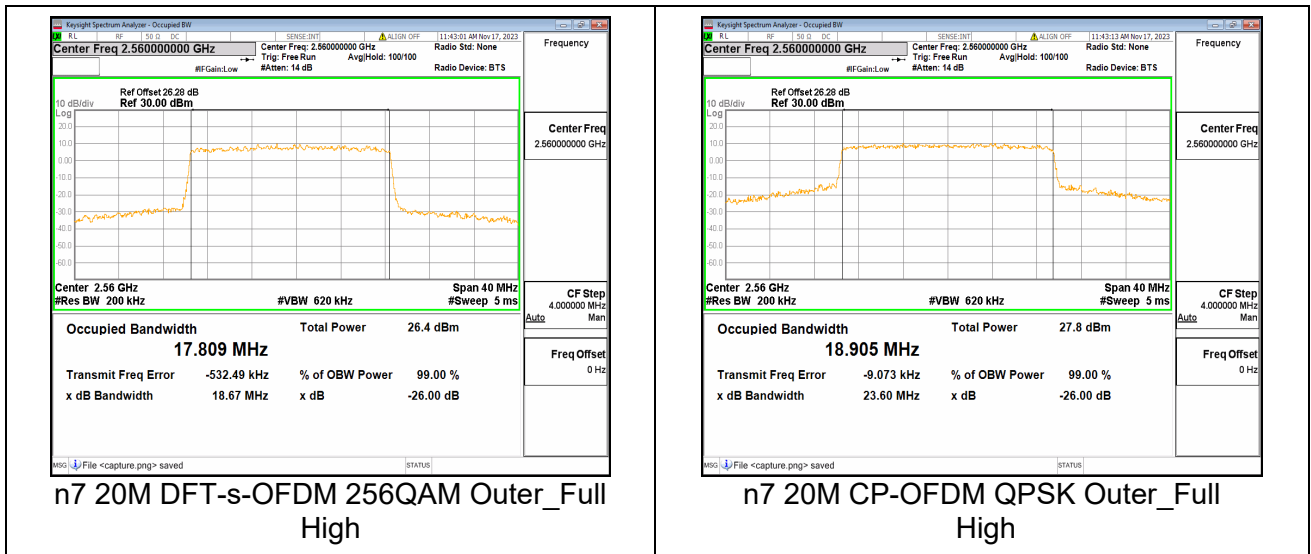 Keysight Spectrum Analyzer - Occupied BW
RL RF 50 Ω DC SENSE:INT ALIGN OFF 11:43:01 AM Nov 17, 2023
Center Freq 2.560000000 GHz Center Freq: 2.560000000 GHz Radio Std: None
Trig: Free Run Avg|Hold: 100/100
#IFGain:Low #Atten: 14 dB Radio Device: BTS
Ref Offset 26.28 dB
10 dB/div Ref 30.00 dBm
Log
20.0
10.0
0.00
-10.0
-20.0
-30.0
-40.0
-50.0
-60.0
Center 2.56 GHz Span 40 MHz
#Res BW 200 kHz #VBW 620 kHz #Sweep 5 ms
Occupied Bandwidth Total Power 26.4 dBm
17.809 MHz
Transmit Freq Error -532.49 kHz % of OBW Power 99.00 %
x dB Bandwidth 18.67 MHz x dB -26.00 dB
MSG File <capture.png> saved STATUS
Frequency
Center Freq
2.560000000 GHz
CF Step
4.000000 MHz
Auto Man
Freq Offset
0 Hz
n7 20M DFT-s-OFDM 256QAM Outer_Full
High
Keysight Spectrum Analyzer - Occupied BW
RL RF 50 Ω DC SENSE:INT ALIGN OFF 11:43:13 AM Nov 17, 2023
Center Freq 2.560000000 GHz Center Freq: 2.560000000 GHz Radio Std: None
Trig: Free Run Avg|Hold: 100/100
#IFGain:Low #Atten: 14 dB Radio Device: BTS
Ref Offset 26.28 dB
10 dB/div Ref 30.00 dBm
Log
20.0
10.0
0.00
-10.0
-20.0
-30.0
-40.0
-50.0
-60.0
Center 2.56 GHz Span 40 MHz
#Res BW 200 kHz #VBW 620 kHz #Sweep 5 ms
Occupied Bandwidth Total Power 27.8 dBm
18.905 MHz
Transmit Freq Error -9.073 kHz % of OBW Power 99.00 %
x dB Bandwidth 23.60 MHz x dB -26.00 dB
MSG File <capture.png> saved STATUS
Frequency
Center Freq
2.560000000 GHz
CF Step
4.000000 MHz
Auto Man
Freq Offset
0 Hz
n7 20M CP-OFDM QPSK Outer_Full
High